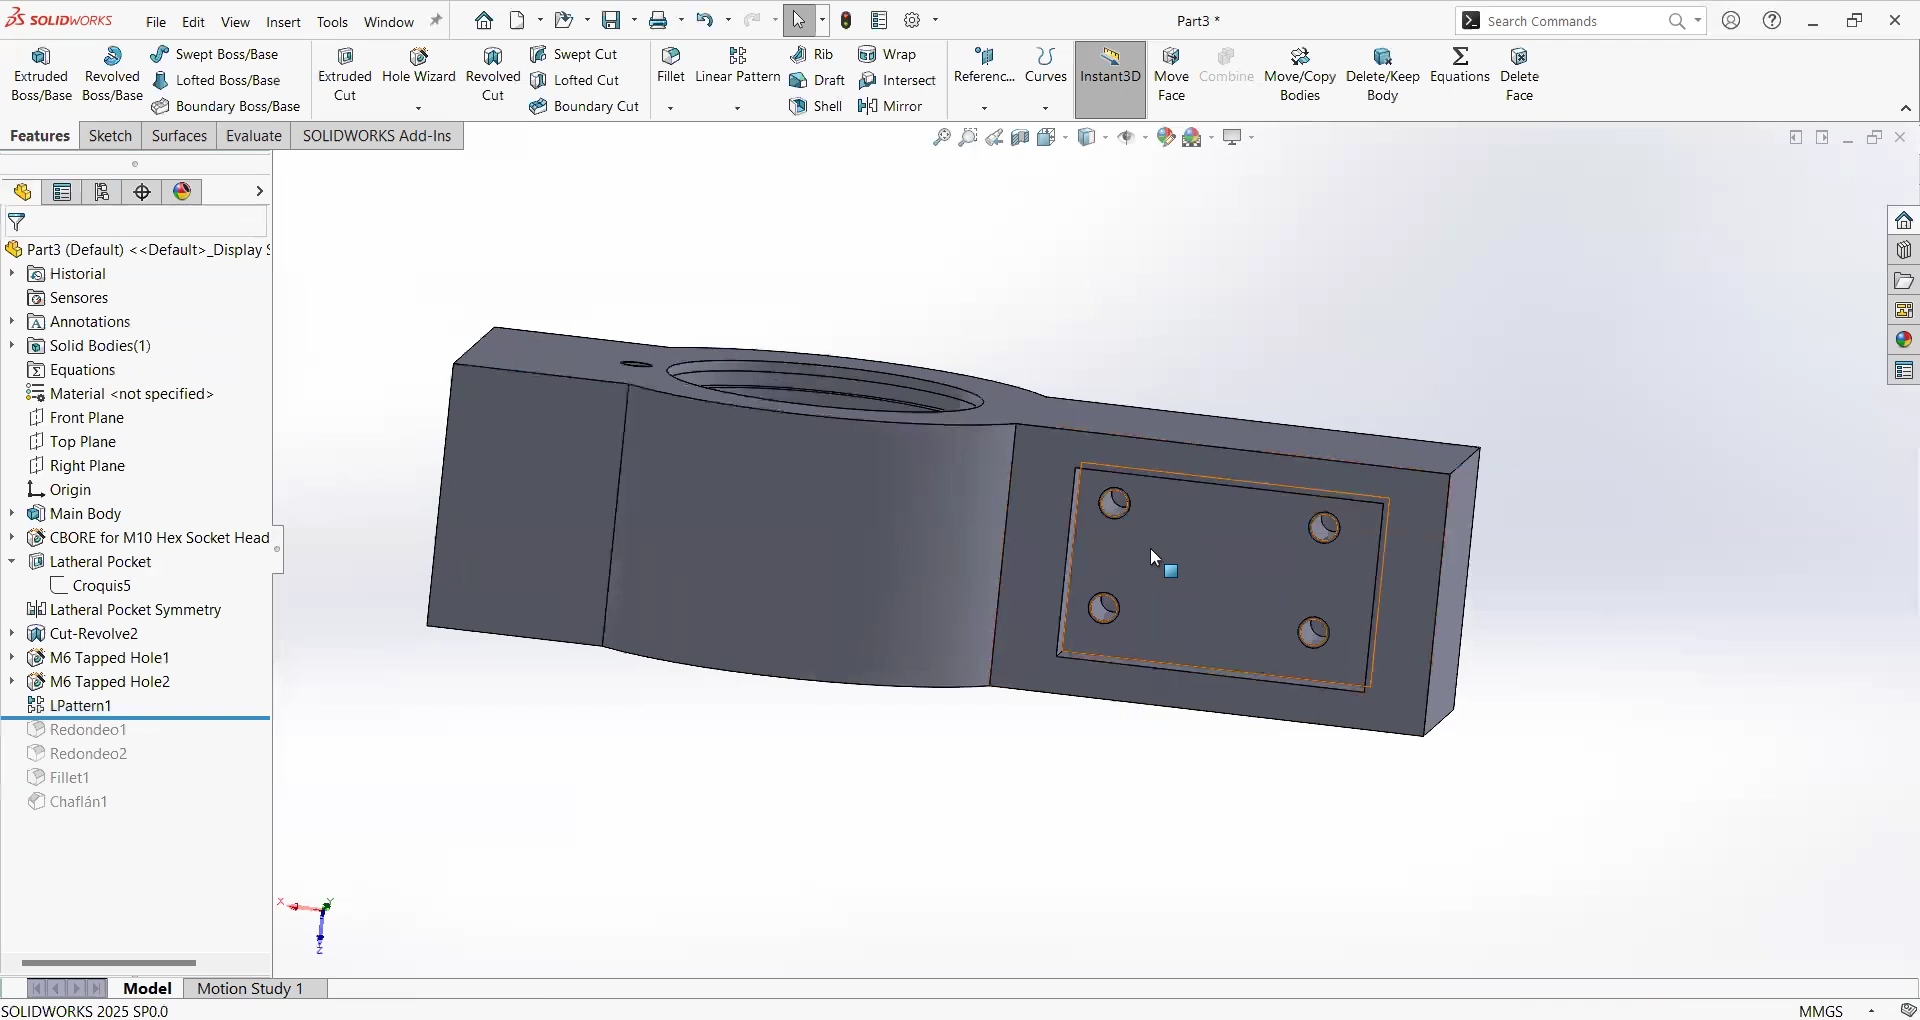 SOLIDWORKS File Edit View Insert Tools Window Part3 * Search Commands
Extruded Boss/Base
Revolved Boss/Base
Swept Boss/Base
Lofted Boss/Base
Boundary Boss/Base
Extruded Cut
Hole Wizard
Revolved Cut
Swept Cut
Lofted Cut
Boundary Cut
Fillet
Linear Pattern
Rib
Draft
Shell
Wrap
Intersect
Mirror
Referenc...
Curves
Instant3D
Move Face
Combine
Move/Copy Bodies
Delete/Keep Body
Equations
Delete Face
Features Sketch Surfaces Evaluate SOLIDWORKS Add-Ins
Part3 (Default) <<Default>_Display S
Historial
Sensores
Annotations
Solid Bodies(1)
Equations
Material <not specified>
Front Plane
Top Plane
Right Plane
Origin
Main Body
CBORE for M10 Hex Socket Head
Latheral Pocket
Croquis5
Latheral Pocket Symmetry
Cut-Revolve2
M6 Tapped Hole1
M6 Tapped Hole2
LPattern1
Redondeo1
Redondeo2
Fillet1
Chaflán1
X Y
Z
Model Motion Study 1
SOLIDWORKS 2025 SP0.0 MMGS